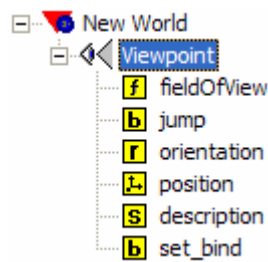 New World
Viewpoint
f fieldOfView
b jump
r orientation
position
s description
b set_bind